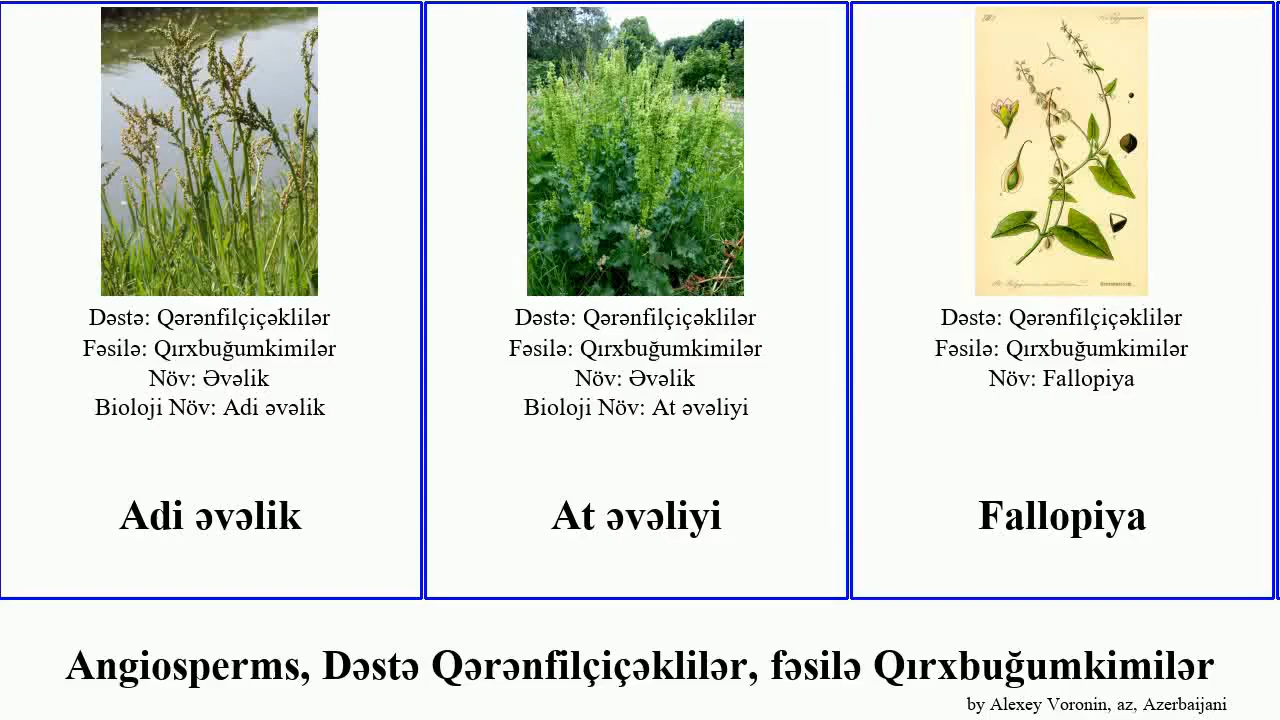 Dəstə: Qərənfilçiçəklilər
Fəsilə: Qırxbuğumkimilər
Növ: Əvəlik
Bioloji Növ: Adi əvəlik
Adi əvəlik
Dəstə: Qərənfilçiçəklilər
Fəsilə: Qırxbuğumkimilər
Növ: Əvəlik
Bioloji Növ: At əvəliyi
At əvəliyi
Dəstə: Qərənfilçiçəklilər
Fəsilə: Qırxbuğumkimilər
Növ: Fallopiya
Fallopiya
Angiosperms, Dəstə Qərənfilçiçəklilər, fəsilə Qırxbuğumkimilər
by Alexey Voronin, az, Azerbaijani